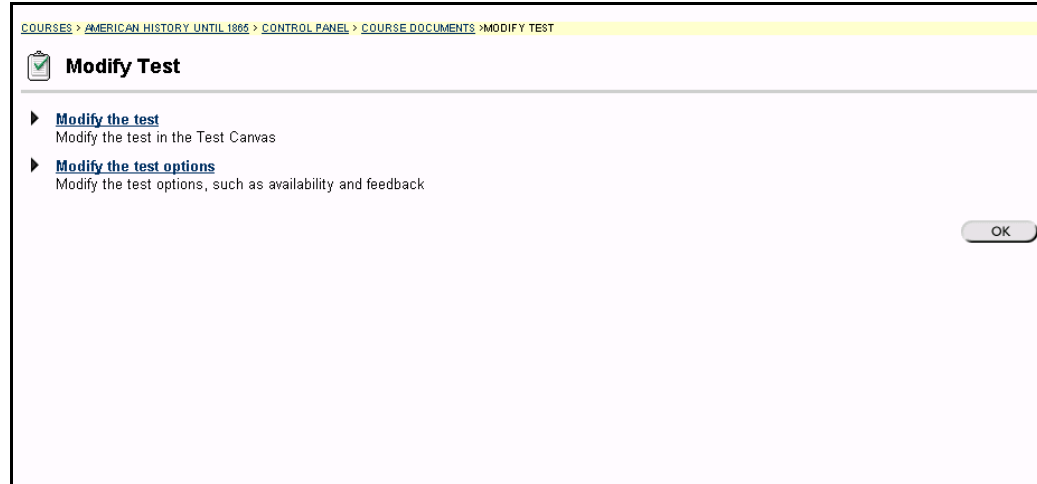 COURSES > AMERICAN HISTORY UNTIL 1865 > CONTROL PANEL > COURSE DOCUMENTS >MODIFY TEST
Modify Test
Modify the test
Modify the test in the Test Canvas
Modify the test options
Modify the test options, such as availability and feedback
OK